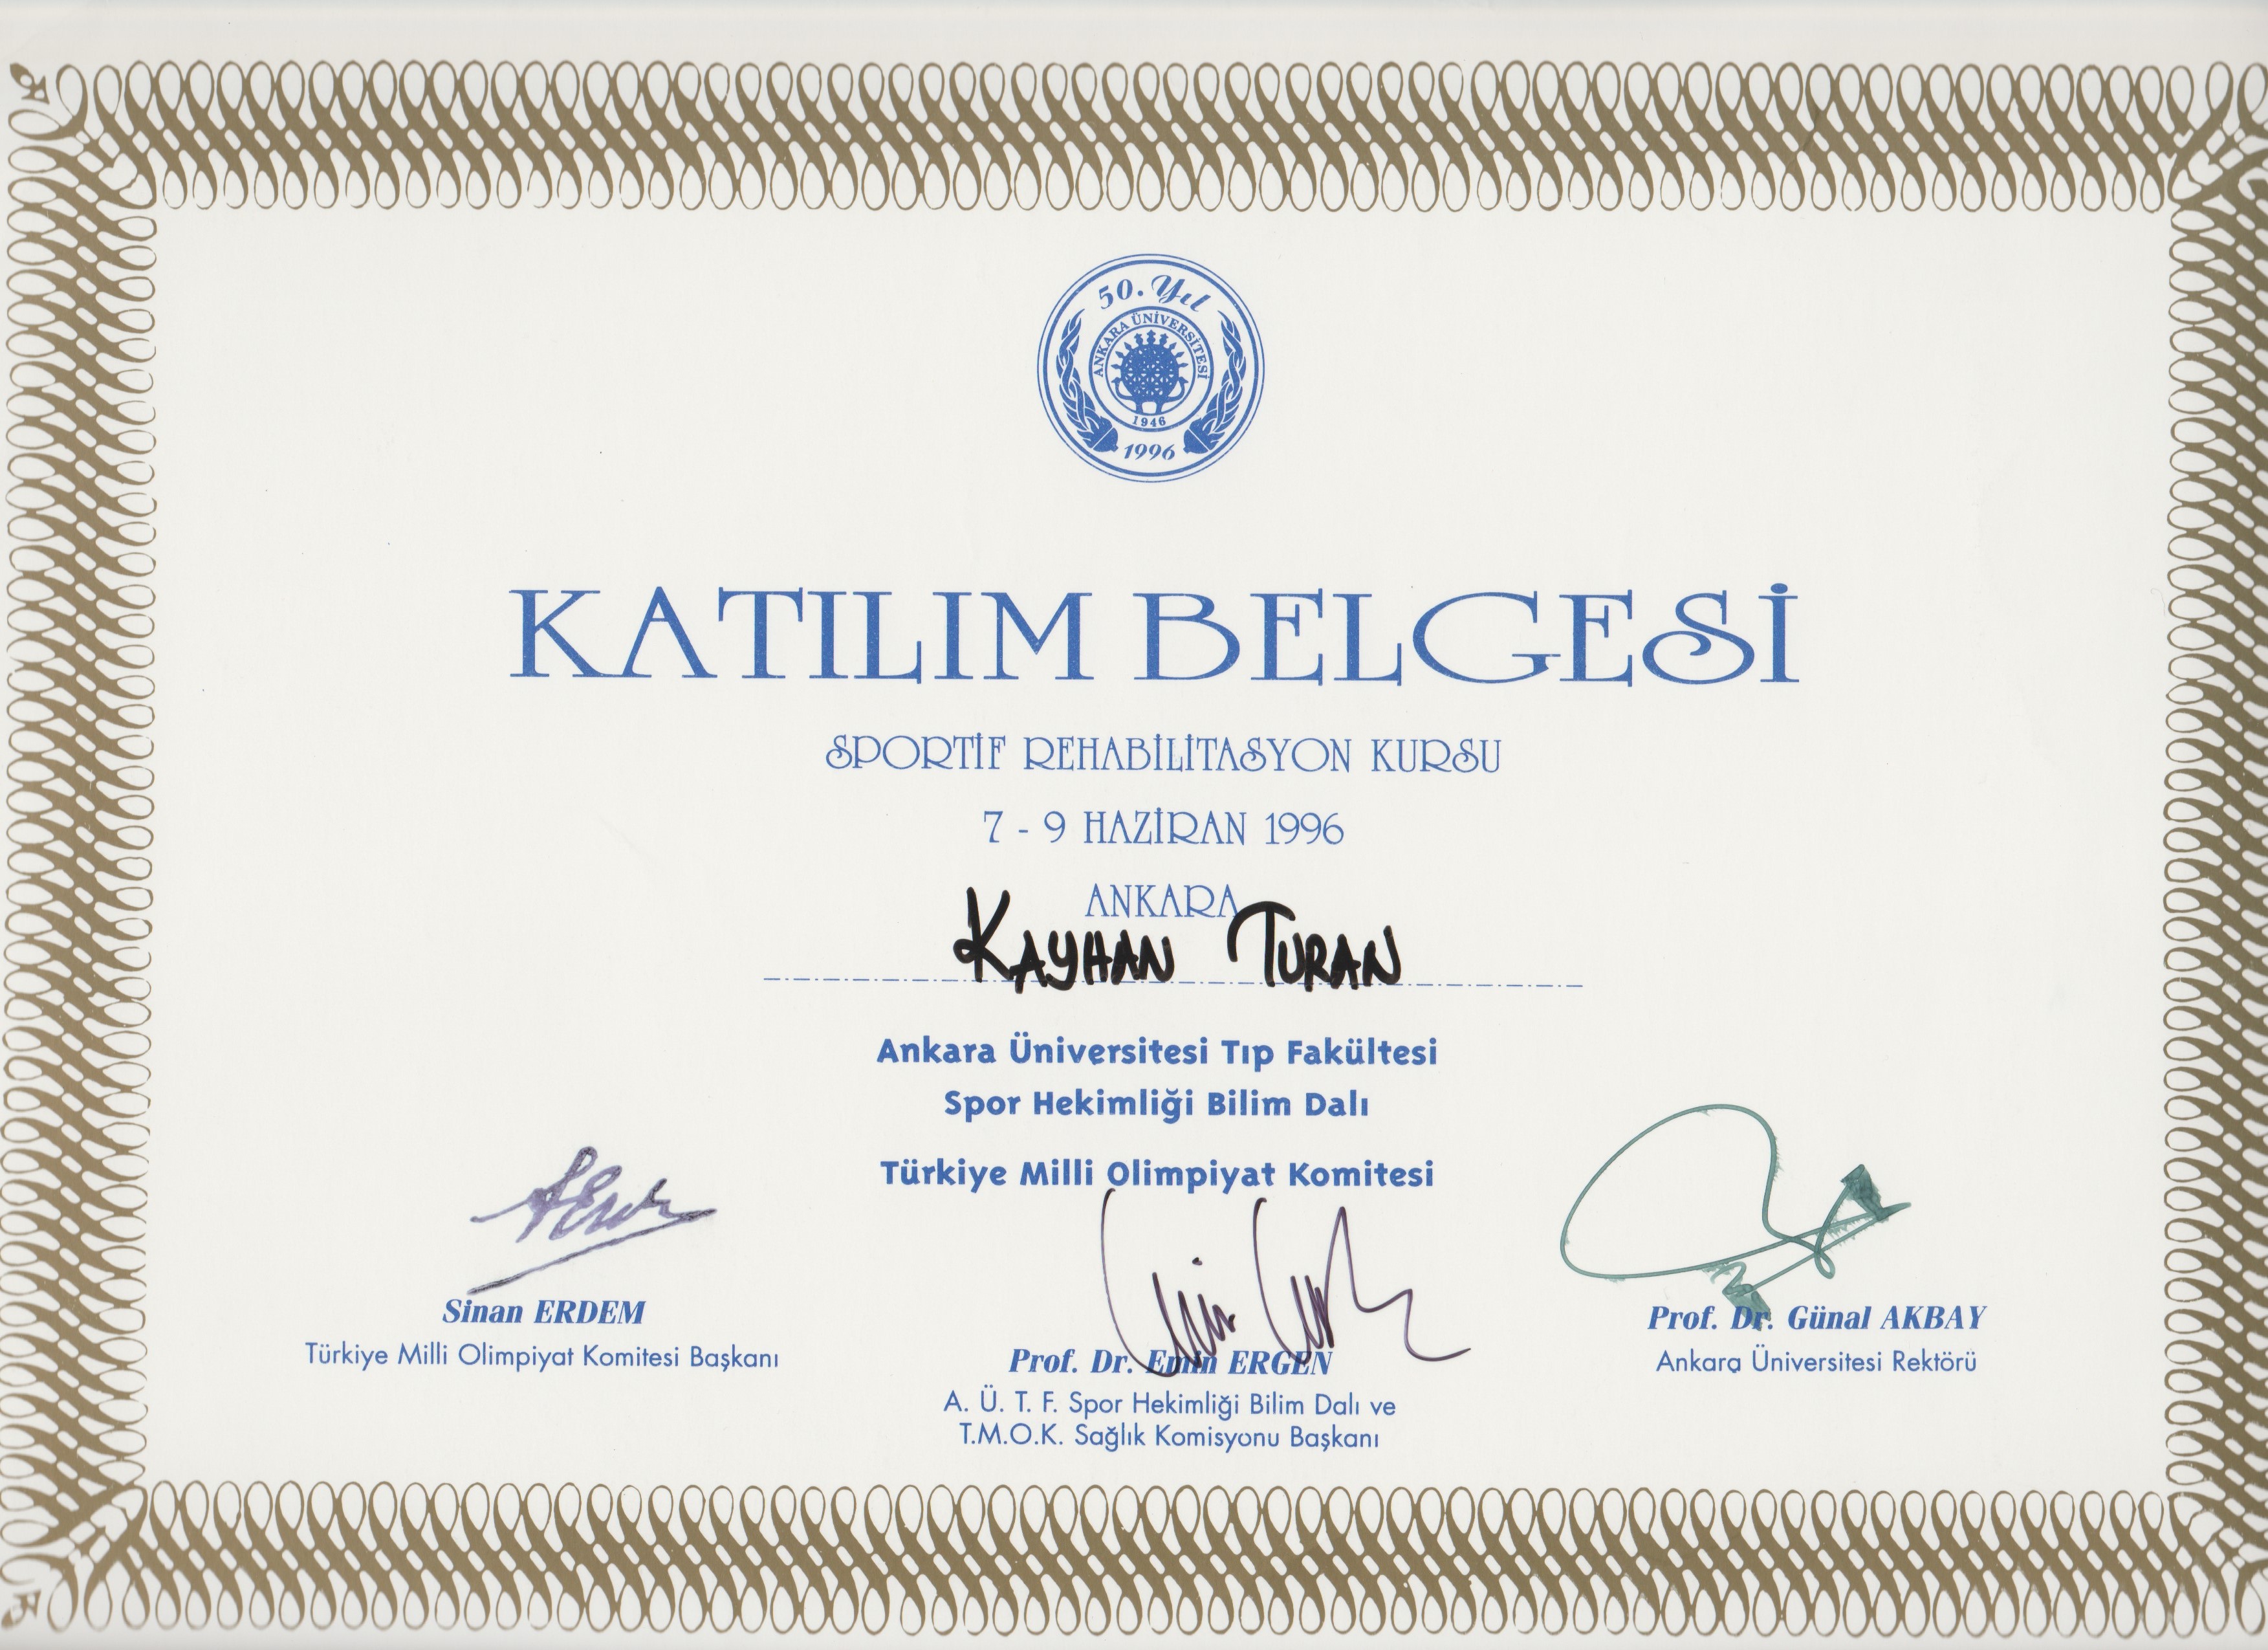 50. Yıl
ANKARA ÜNİVERSİTESİ
1946
1996
KATILIM BELGESİ
SPORTİF REHABİLİTASYON KURSU
7 - 9 HAZİRAN 1996
ANKARA
KAYHAN TURAN
Ankara Üniversitesi Tıp Fakültesi
Spor Hekimliği Bilim Dalı
Türkiye Milli Olimpiyat Komitesi
Sinan ERDEM
Türkiye Milli Olimpiyat Komitesi Başkanı
Prof. Dr. Emin ERGEN
A. Ü. T. F. Spor Hekimliği Bilim Dalı ve
T.M.O.K. Sağlık Komisyonu Başkanı
Prof. Dr. Günal AKBAY
Ankara Üniversitesi Rektörü